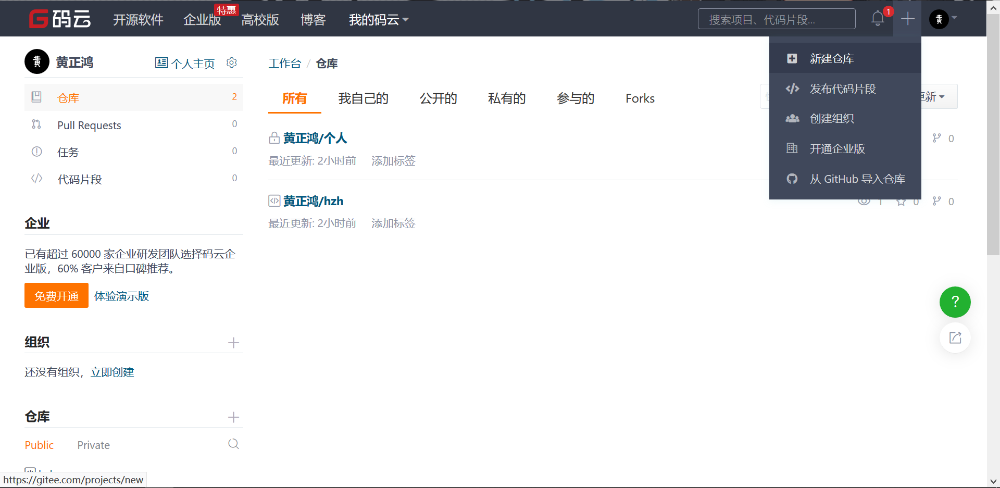 G 码云 开源软件 企业版 特惠 高校版 博客 我的码云 搜索项目、代码片段... 1 黄
黄 黄正鸿 个人主页
仓库 2
Pull Requests 0
任务 0
代码片段 0
企业
已有超过 60000 家企业研发团队选择码云企
业版，60% 客户来自口碑推荐。
免费开通 体验演示版
组织
还没有组织，立即创建
仓库
Public Private
工作台 / 仓库
所有 我自己的 公开的 私有的 参与的 Forks
更新
黄正鸿/个人
0
最近更新: 2小时前 添加标签
黄正鸿/hzh
1 0 0
最近更新: 2小时前 添加标签
新建仓库
发布代码片段
创建组织
开通企业版
从 GitHub 导入仓库
?
https://gitee.com/projects/new